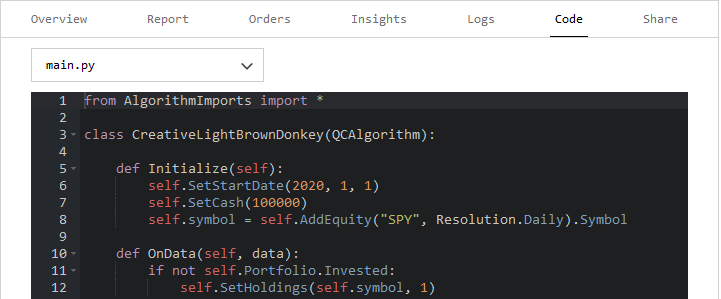 Overview Report Orders Insights Logs Code Share
main.py
1 from AlgorithmImports import *
2
3 class CreativeLightBrownDonkey(QCAlgorithm):
4
5     def Initialize(self):
6         self.SetStartDate(2020, 1, 1)
7         self.SetCash(100000)
8         self.symbol = self.AddEquity("SPY", Resolution.Daily).Symbol
9
10     def OnData(self, data):
11         if not self.Portfolio.Invested:
12             self.SetHoldings(self.symbol, 1)